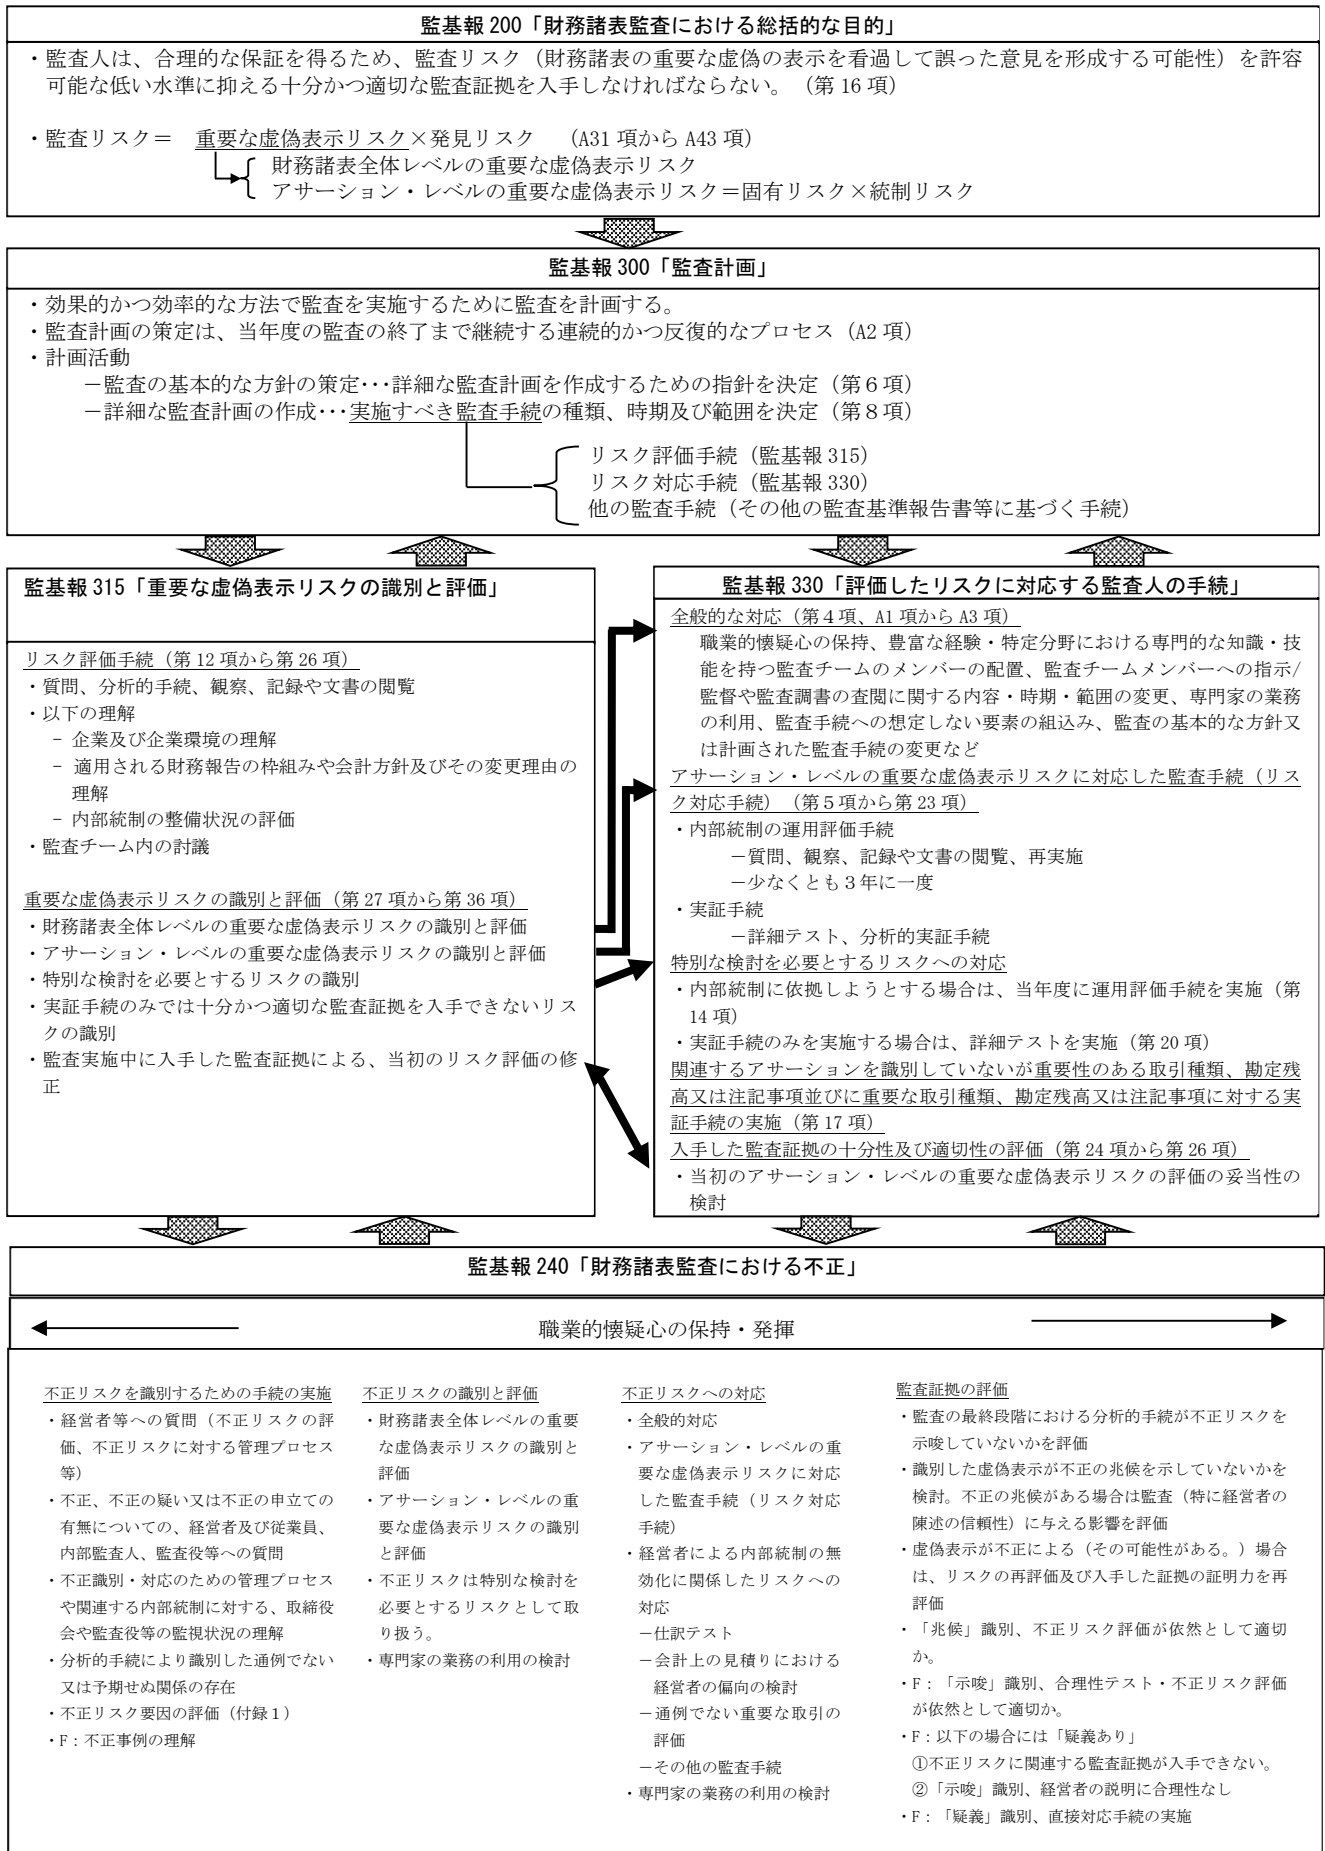 監基報 200「財務諸表監査における総括的な目的」
・監査人は、合理的な保証を得るため、監査リスク（財務諸表の重要な虚偽の表示を看過して誤った意見を形成する可能性）を許容
可能な低い水準に抑える十分かつ適切な監査証拠を入手しなければならない。（第 16 項）
・監査リスク＝　重要な虚偽表示リスク×発見リスク　（A31 項から A43 項）
財務諸表全体レベルの重要な虚偽表示リスク
アサーション・レベルの重要な虚偽表示リスク＝固有リスク×統制リスク
監基報 300「監査計画」
・効果的かつ効率的な方法で監査を実施するために監査を計画する。
・監査計画の策定は、当年度の監査の終了まで継続する連続的かつ反復的なプロセス（A2 項）
・計画活動
－監査の基本的な方針の策定･･･詳細な監査計画を作成するための指針を決定（第６項）
－詳細な監査計画の作成･･･実施すべき監査手続の種類、時期及び範囲を決定（第８項）
リスク評価手続（監基報 315）
リスク対応手続（監基報 330）
他の監査手続（その他の監査基準報告書等に基づく手続）
監基報 315「重要な虚偽表示リスクの識別と評価」
リスク評価手続（第 12 項から第 26 項）
・質問、分析的手続、観察、記録や文書の閲覧
・以下の理解
－ 企業及び企業環境の理解
－ 適用される財務報告の枠組みや会計方針及びその変更理由の
理解
－ 内部統制の整備状況の評価
・監査チーム内の討議
重要な虚偽表示リスクの識別と評価（第 27 項から第 36 項）
・財務諸表全体レベルの重要な虚偽表示リスクの識別と評価
・アサーション・レベルの重要な虚偽表示リスクの識別と評価
・特別な検討を必要とするリスクの識別
・実証手続のみでは十分かつ適切な監査証拠を入手できないリス
クの識別
・監査実施中に入手した監査証拠による、当初のリスク評価の修
正
監基報 330「評価したリスクに対応する監査人の手続」
全般的な対応（第４項、A1 項から A3 項）
職業的懐疑心の保持、豊富な経験・特定分野における専門的な知識・技
能を持つ監査チームのメンバーの配置、監査チームメンバーへの指示/
監督や監査調書の査閲に関する内容・時期・範囲の変更、専門家の業務
の利用、監査手続への想定しない要素の組込み、監査の基本的な方針又
は計画された監査手続の変更など
アサーション・レベルの重要な虚偽表示リスクに対応した監査手続（リス
ク対応手続）（第５項から第 23 項）
・内部統制の運用評価手続
－質問、観察、記録や文書の閲覧、再実施
－少なくとも３年に一度
・実証手続
－詳細テスト、分析的実証手続
特別な検討を必要とするリスクへの対応
・内部統制に依拠しようとする場合は、当年度に運用評価手続を実施（第
14 項）
・実証手続のみを実施する場合は、詳細テストを実施（第 20 項）
関連するアサーションを識別していないが重要性のある取引種類、勘定残
高又は注記事項並びに重要な取引種類、勘定残高又は注記事項に対する実
証手続の実施（第 17 項）
入手した監査証拠の十分性及び適切性の評価（第 24 項から第 26 項）
・当初のアサーション・レベルの重要な虚偽表示リスクの評価の妥当性の
検討
監基報 240「財務諸表監査における不正」
職業的懐疑心の保持・発揮
不正リスクを識別するための手続の実施
・経営者等への質問（不正リスクの評
価、不正リスクに対する管理プロセス
等）
・不正、不正の疑い又は不正の申立ての
有無についての、経営者及び従業員、
内部監査人、監査役等への質問
・不正識別・対応のための管理プロセス
や関連する内部統制に対する、取締役
会や監査役等の監視状況の理解
・分析的手続により識別した通例でない
又は予期せぬ関係の存在
・不正リスク要因の評価（付録１）
・F：不正事例の理解
不正リスクの識別と評価
・財務諸表全体レベルの重要
な虚偽表示リスクの識別と
評価
・アサーション・レベルの重
要な虚偽表示リスクの識別
と評価
・不正リスクは特別な検討を
必要とするリスクとして取
り扱う。
・専門家の業務の利用の検討
不正リスクへの対応
・全般的対応
・アサーション・レベルの重
要な虚偽表示リスクに対応
した監査手続（リスク対応
手続）
・経営者による内部統制の無
効化に関係したリスクへの
対応
－仕訳テスト
－会計上の見積りにおける
経営者の偏向の検討
－通例でない重要な取引の
評価
－その他の監査手続
・専門家の業務の利用の検討
監査証拠の評価
・監査の最終段階における分析的手続が不正リスクを
示唆していないかを評価
・識別した虚偽表示が不正の兆候を示していないかを
検討。不正の兆候がある場合は監査（特に経営者の
陳述の信頼性）に与える影響を評価
・虚偽表示が不正による（その可能性がある。）場合
は、リスクの再評価及び入手した証拠の証明力を再
評価
・「兆候」識別、不正リスク評価が依然として適切
か。
・F：「示唆」識別、合理性テスト・不正リスク評価
が依然として適切か。
・F：以下の場合には「疑義あり」
①不正リスクに関連する監査証拠が入手できない。
②「示唆」識別、経営者の説明に合理性なし
・F：「疑義」識別、直接対応手続の実施